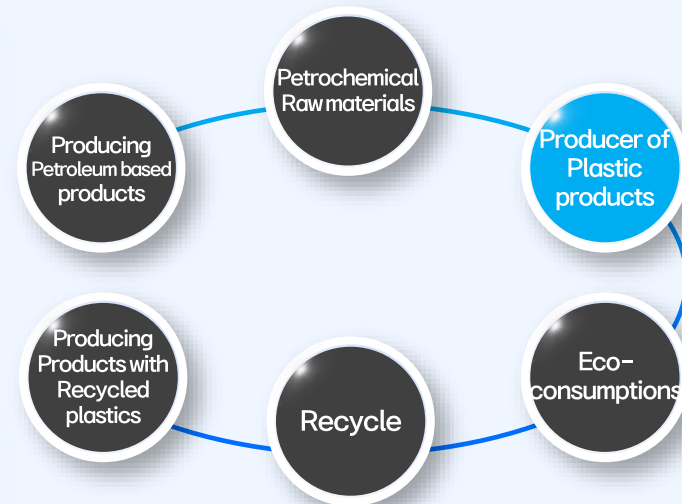 Petrochemical
Raw materials
Producing
Petroleum based
products
Producer of
Plastic
products
Producing
Products with
Recycled
plastics
Recycle
Eco-
consumptions